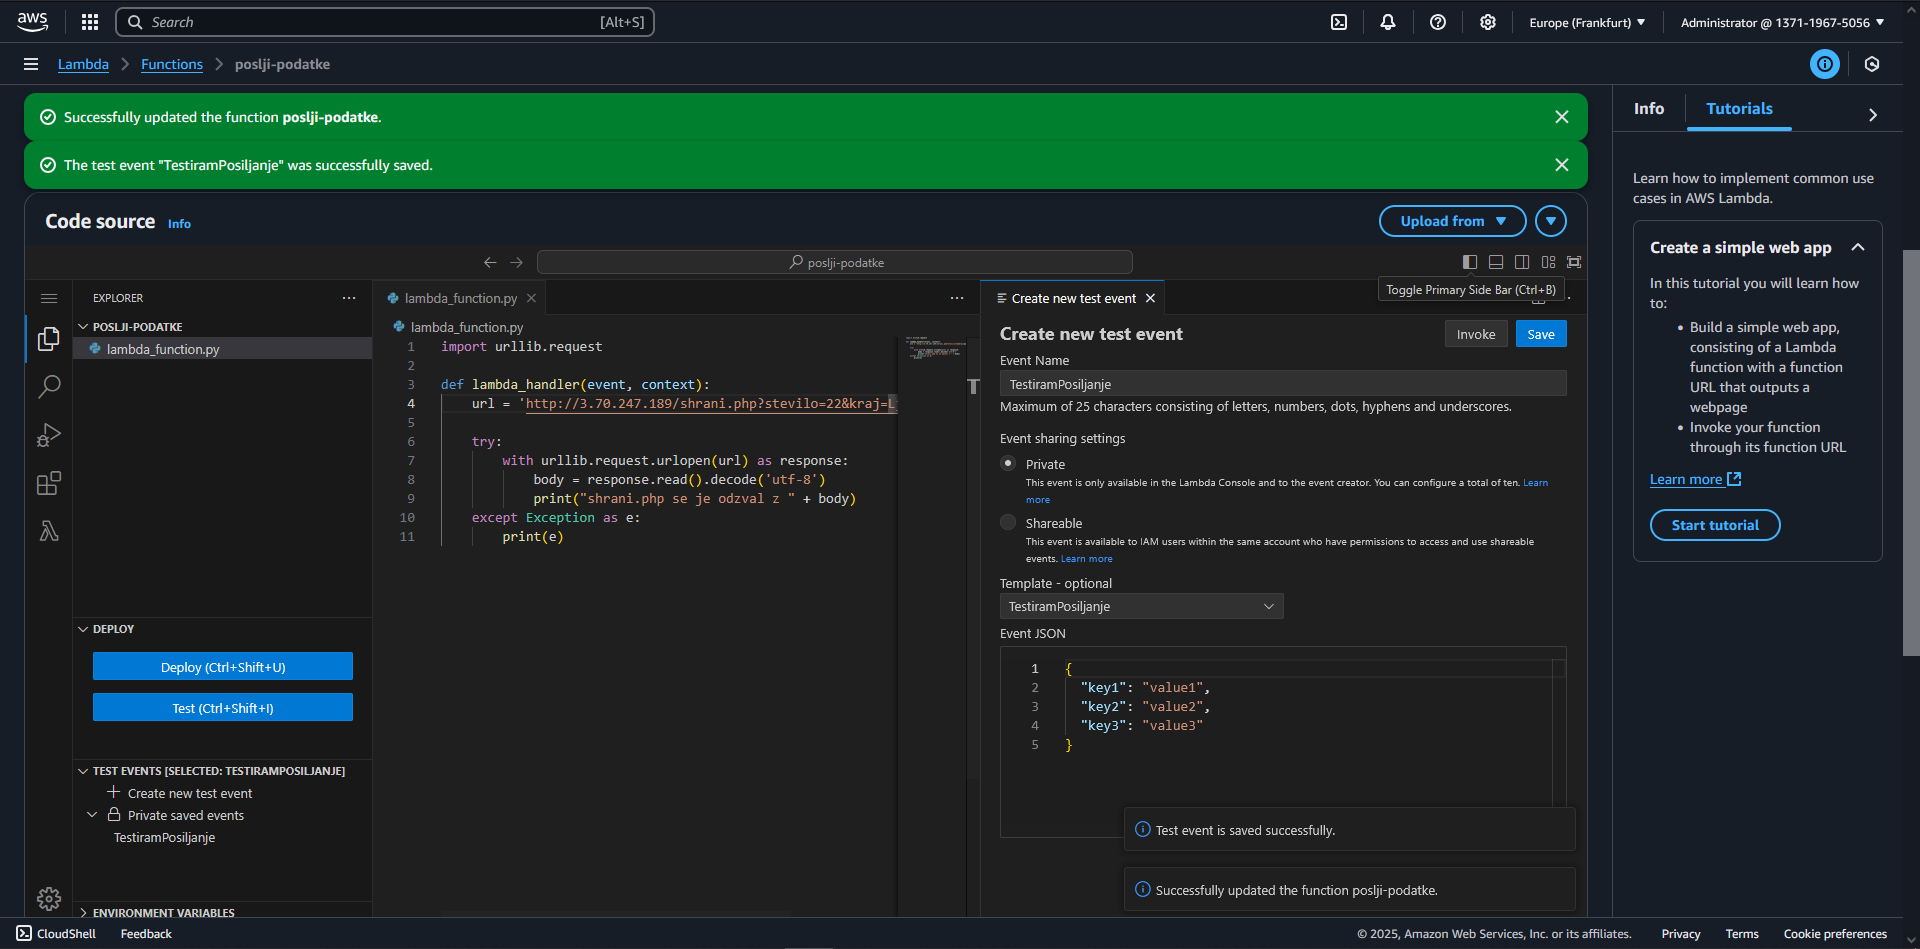 aws
Search [Alt+S]
Europe (Frankfurt)
Administrator @ 1371-1967-5056
Lambda
Functions
poslji-podatke
Successfully updated the function poslji-podatke.
The test event "TestiramPosiljanje" was successfully saved.
Code source Info
Upload from
poslji-podatke
Toggle Primary Side Bar (Ctrl+B)
EXPLORER
POSLJI-PODATKE
lambda_function.py
DEPLOY
Deploy (Ctrl+Shift+U)
Test (Ctrl+Shift+I)
TEST EVENTS [SELECTED: TESTIRAMPOSILJANJE]
Create new test event
Private saved events
TestiramPosiljanje
ENVIRONMENT VARIABLES
lambda_function.py
lambda_function.py
1 import urllib.request
2
3 def lambda_handler(event, context):
4 url = 'http://3.70.247.189/shrani.php?stevilo=22&kraj=L
5
6 try:
7 with urllib.request.urlopen(url) as response:
8 body = response.read().decode('utf-8')
9 print("shrani.php se je odzval z " + body)
10 except Exception as e:
11 print(e)
Create new test event
Create new test event
Invoke
Save
Event Name
TestiramPosiljanje
Maximum of 25 characters consisting of letters, numbers, dots, hyphens and underscores.
Event sharing settings
Private
This event is only available in the Lambda Console and to the event creator. You can configure a total of ten. Learn
more
Shareable
This event is available to IAM users within the same account who have permissions to access and use shareable
events. Learn more
Template - optional
TestiramPosiljanje
Event JSON
1 {
2 "key1": "value1",
3 "key2": "value2",
4 "key3": "value3"
5 }
Test event is saved successfully.
Successfully updated the function poslji-podatke.
Info
Tutorials
Learn how to implement common use
cases in AWS Lambda.
Create a simple web app
In this tutorial you will learn how
to:
• Build a simple web app,
consisting of a Lambda
function with a function
URL that outputs a
webpage
• Invoke your function
through its function URL
Learn more
Start tutorial
CloudShell
Feedback
© 2025, Amazon Web Services, Inc. or its affiliates.
Privacy
Terms
Cookie preferences